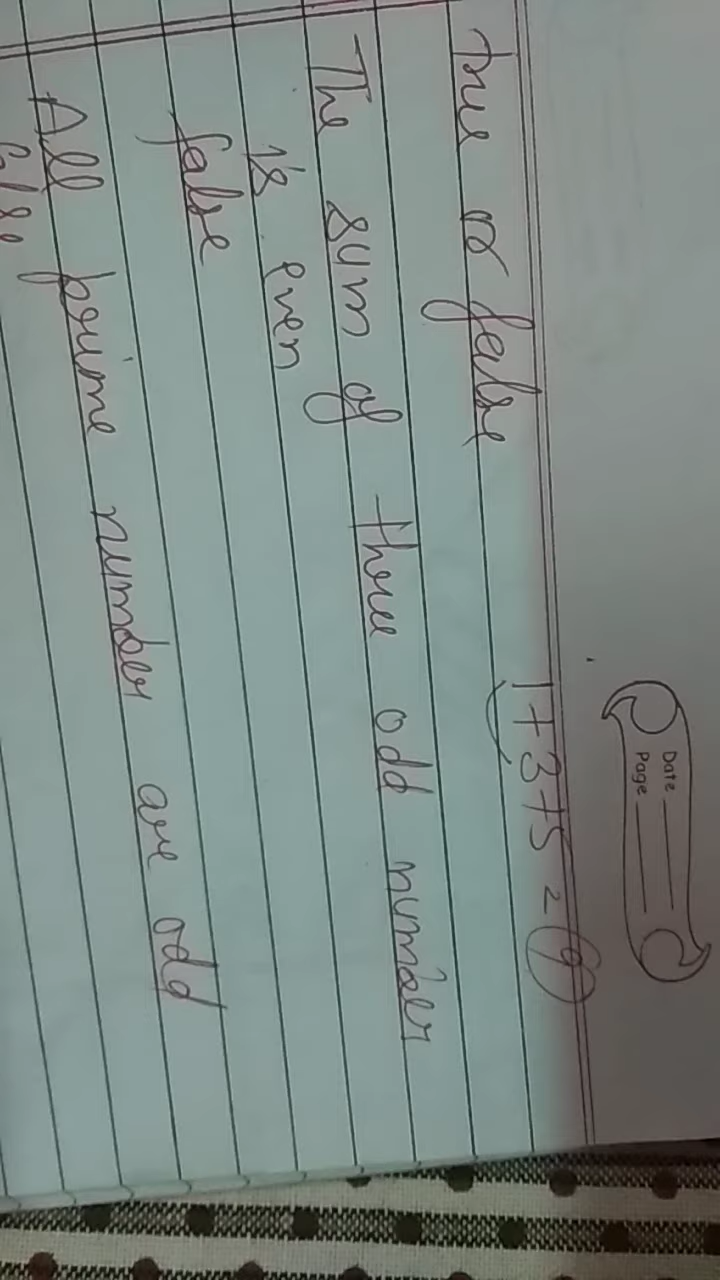 Date
Page
1+3+5=9
True or false
The sum of three odd number
is even
false
All prime number are odd
false